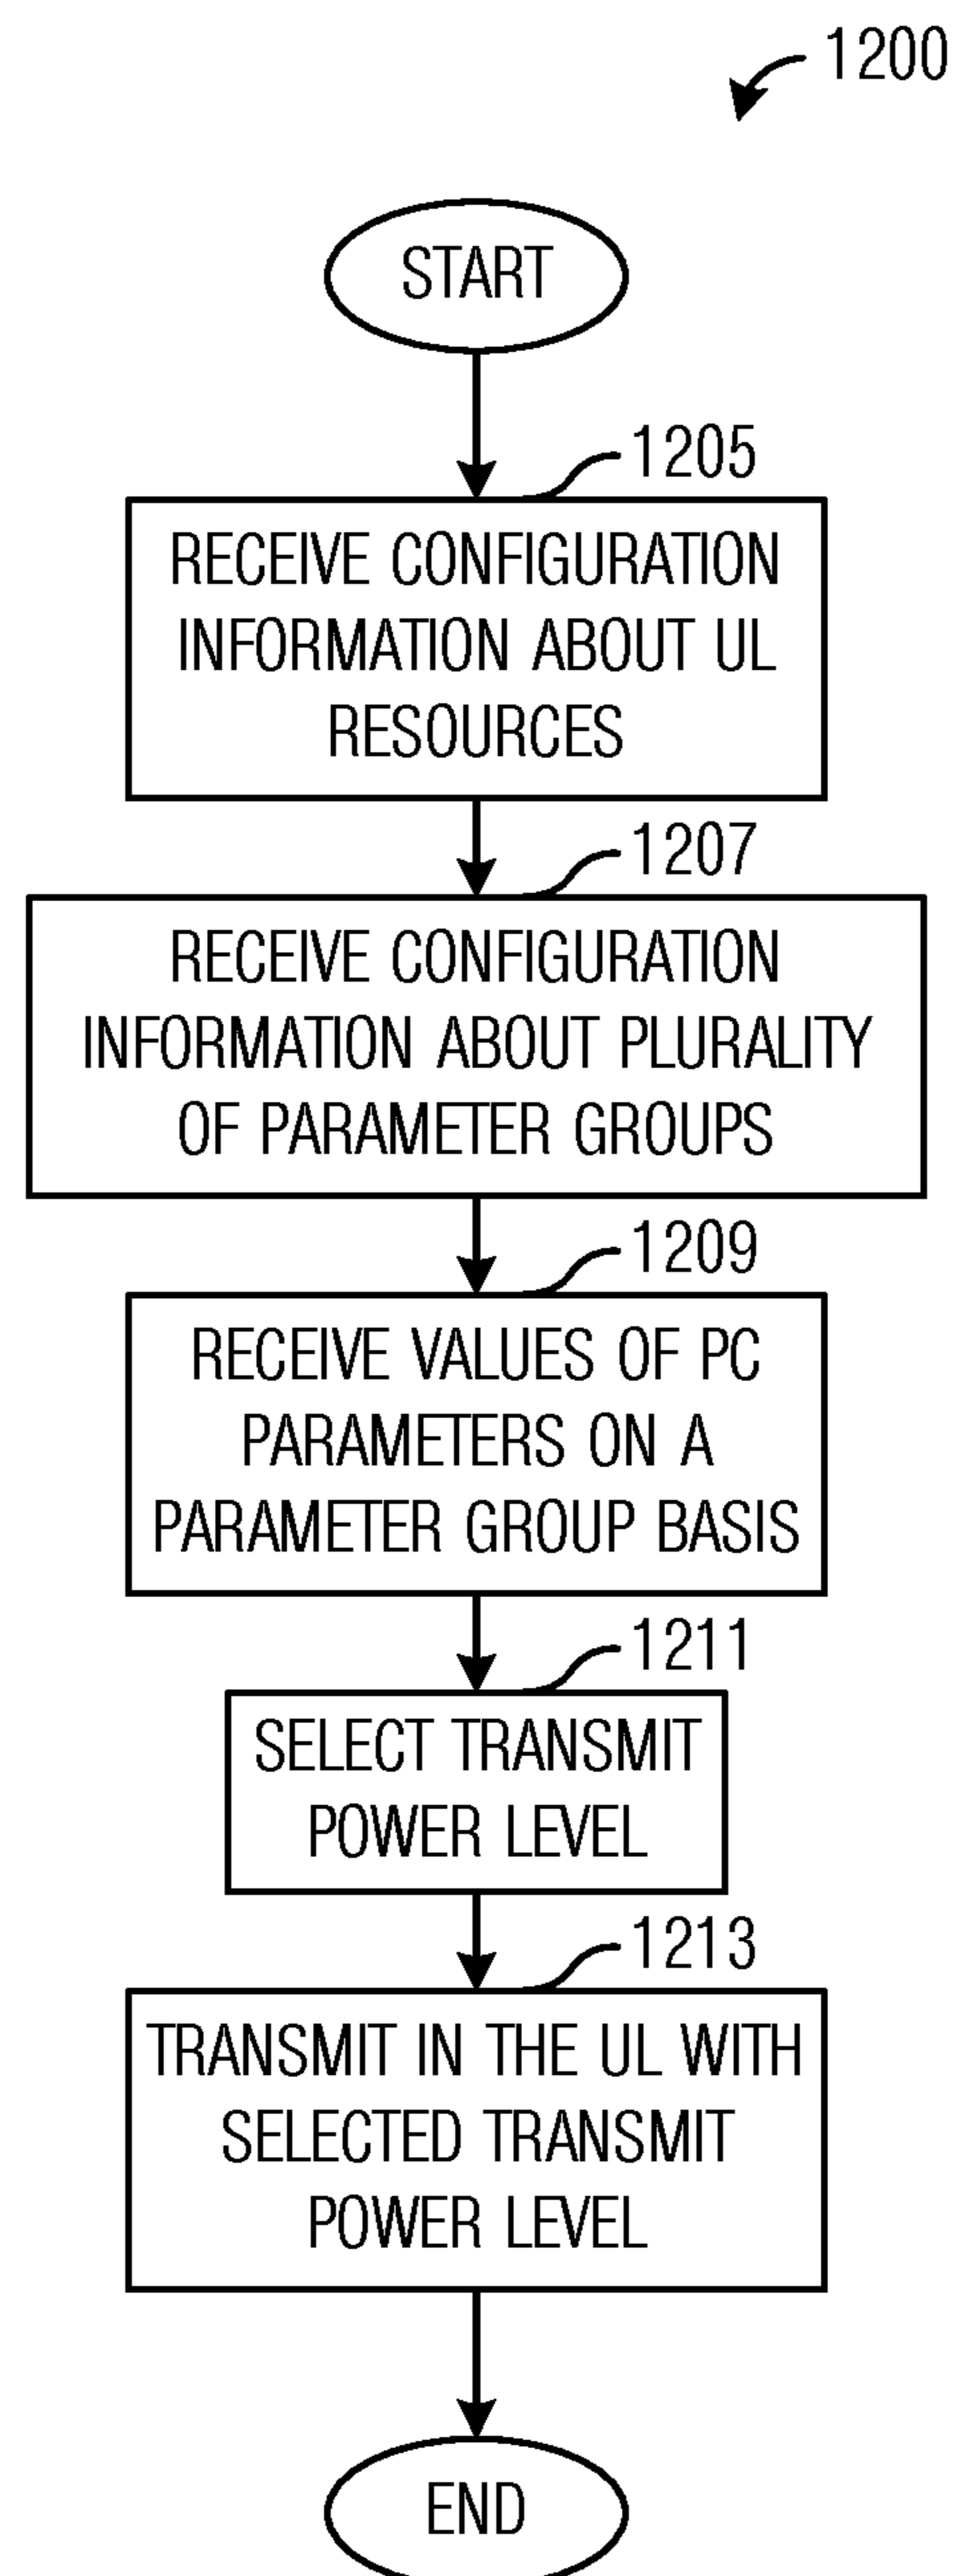 1200
START
1205
RECEIVE CONFIGURATION
INFORMATION ABOUT UL
RESOURCES
1207
RECEIVE CONFIGURATION
INFORMATION ABOUT PLURALITY
OF PARAMETER GROUPS
1209
RECEIVE VALUES OF PC
PARAMETERS ON A
PARAMETER GROUP BASIS
1211
SELECT TRANSMIT
POWER LEVEL
1213
TRANSMIT IN THE UL WITH
SELECTED TRANSMIT
POWER LEVEL
END